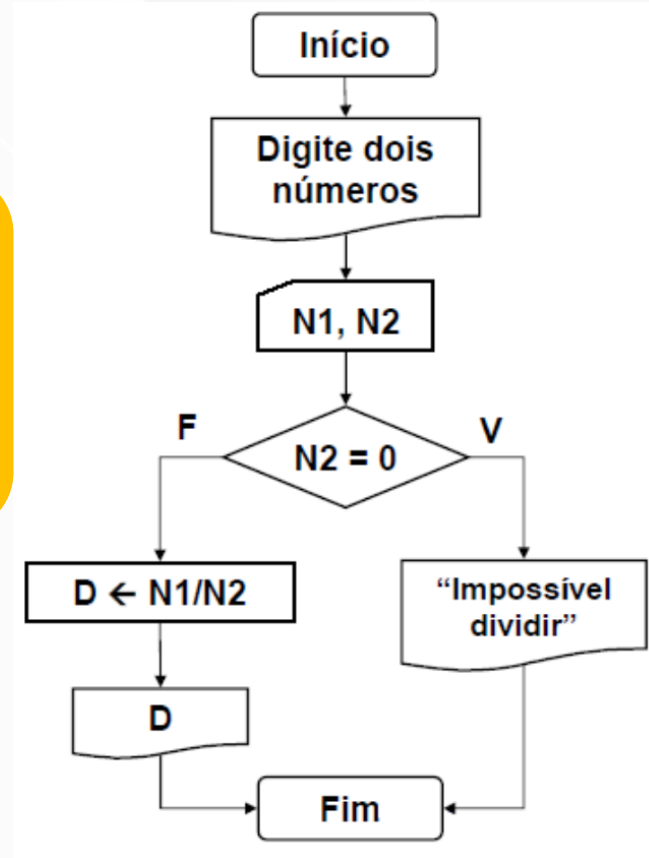 Início
Digite dois
números
N1, N2
F
V
N2 = 0
D ← N1/N2
“Impossível
dividir”
D
Fim